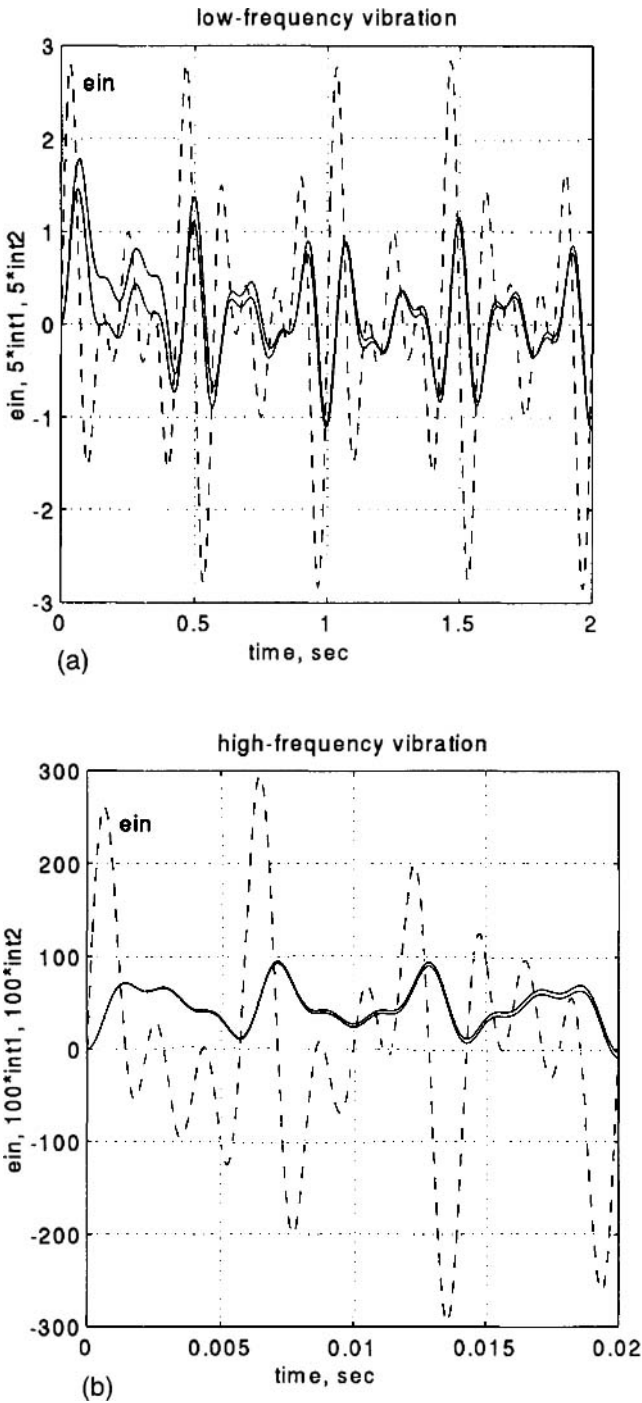 low-frequency vibration
3
2
1
0
-1
-2
-3
ein
ein, 5*int1, 5*int2
0
0.5
1
1.5
2
time, sec
(a)
high-frequency vibration
300
200
100
0
-100
-200
-300
ein
ein, 100*int1, 100*int2
0
0.005
0.01
0.015
0.02
time, sec
(b)